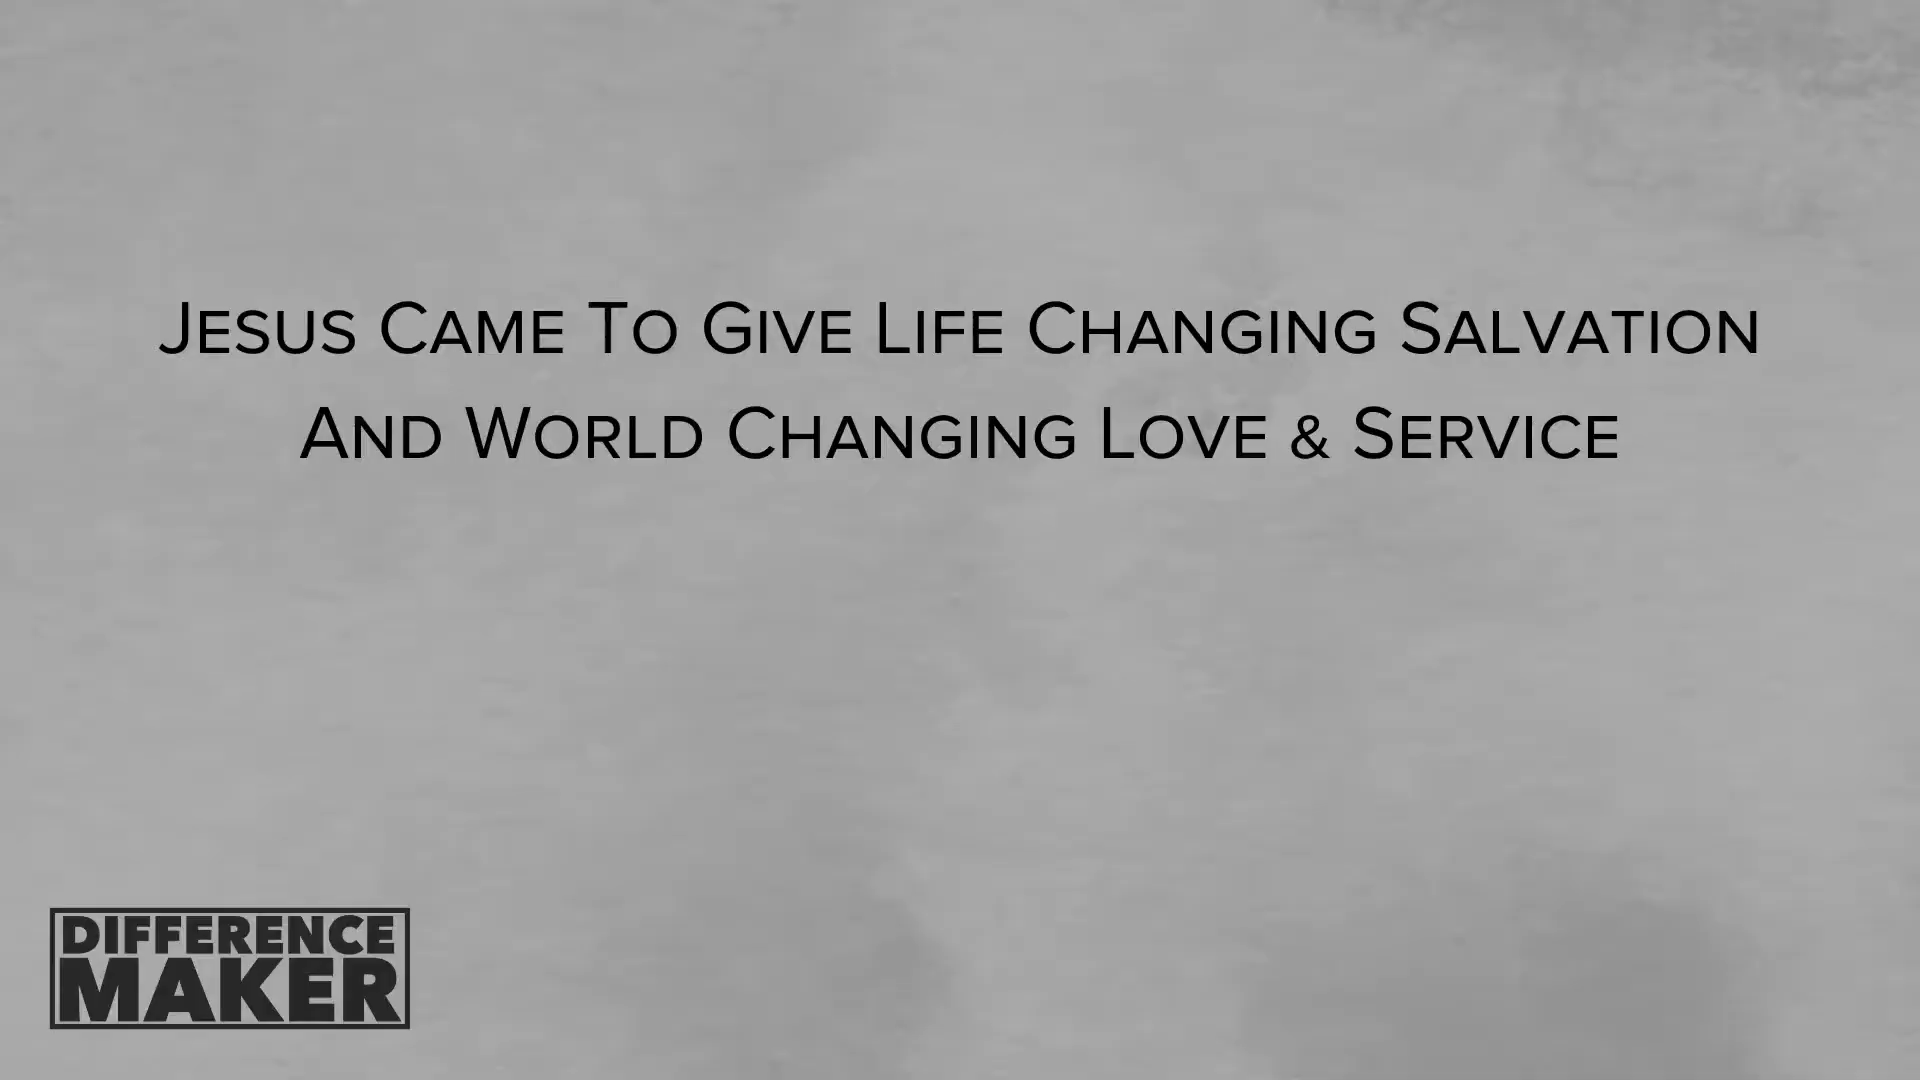 Jesus Came To Give Life Changing Salvation
And World Changing Love & Service
DIFFERENCE
MAKER